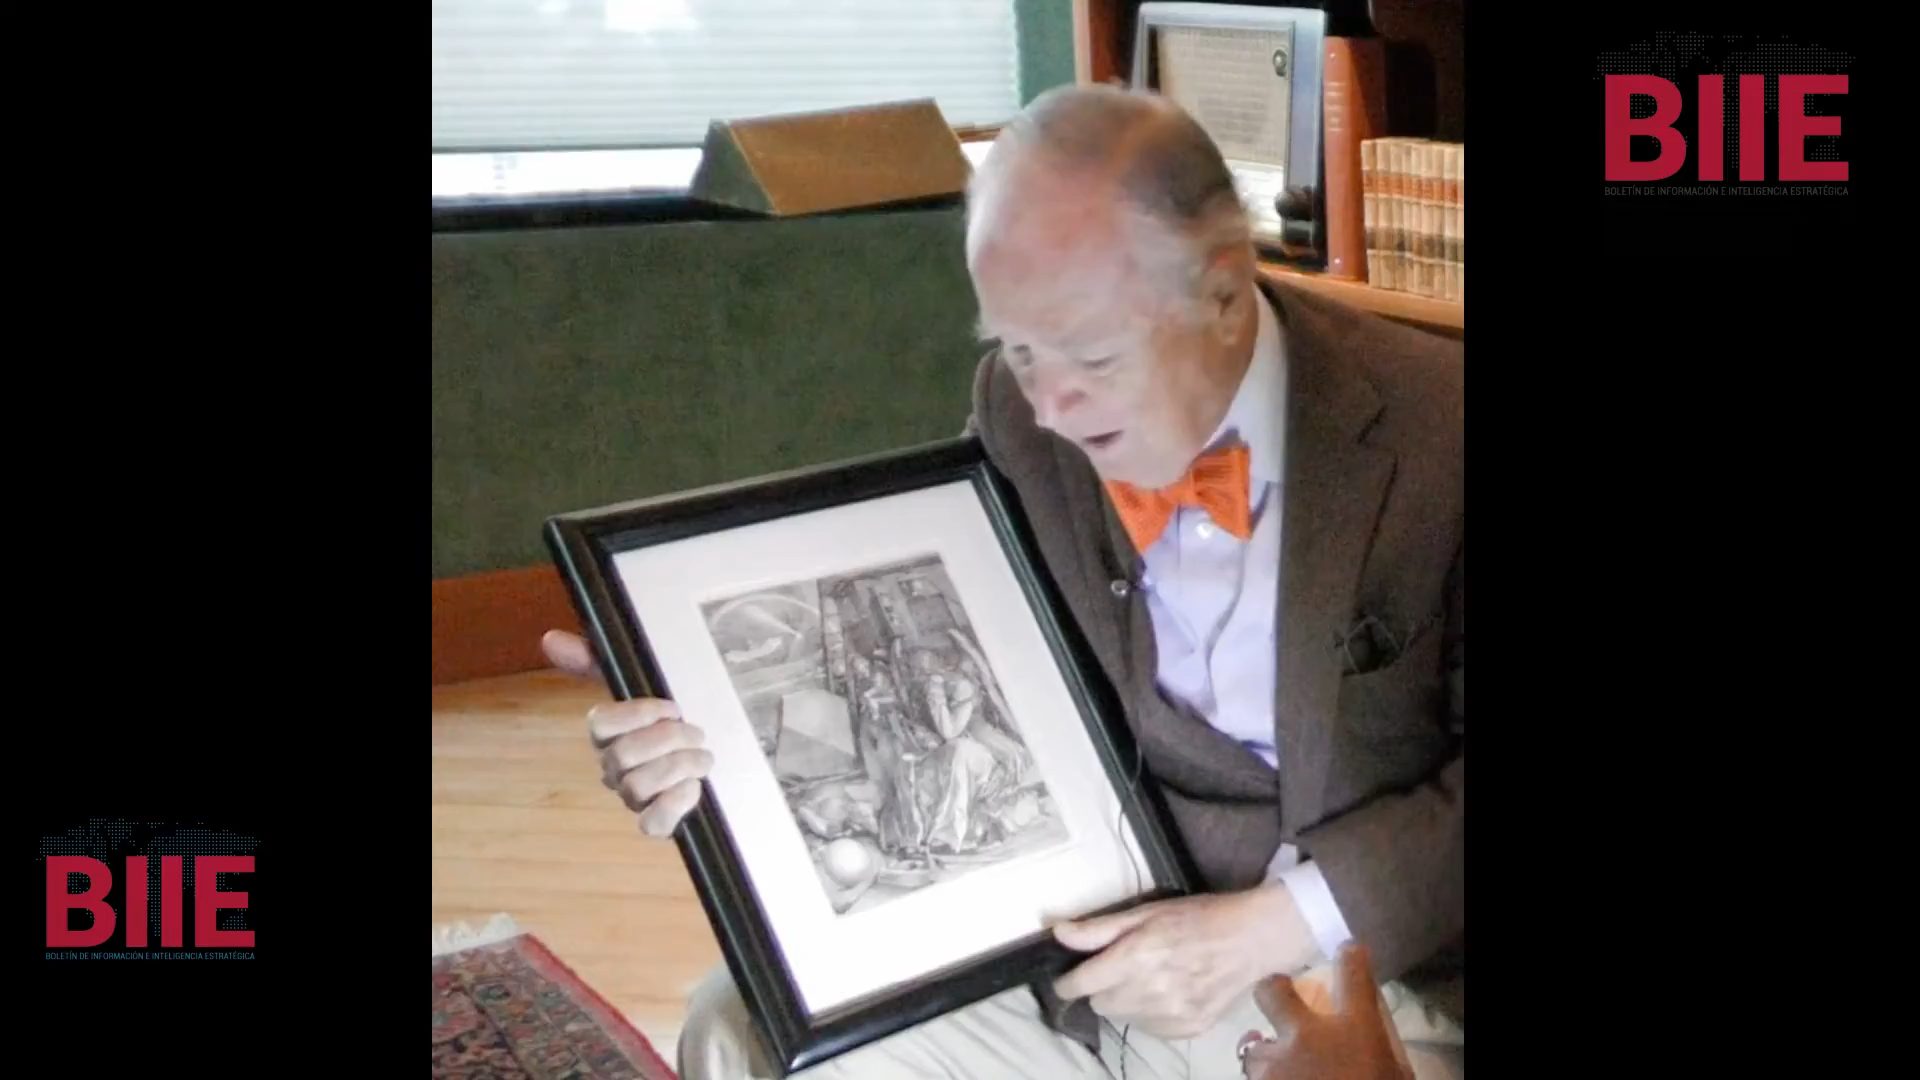 BIIE
BOLETÍN DE INFORMACIÓN E INTELIGENCIA ESTRATÉGICA
BIIE
BOLETÍN DE INFORMACIÓN E INTELIGENCIA ESTRATÉGICA